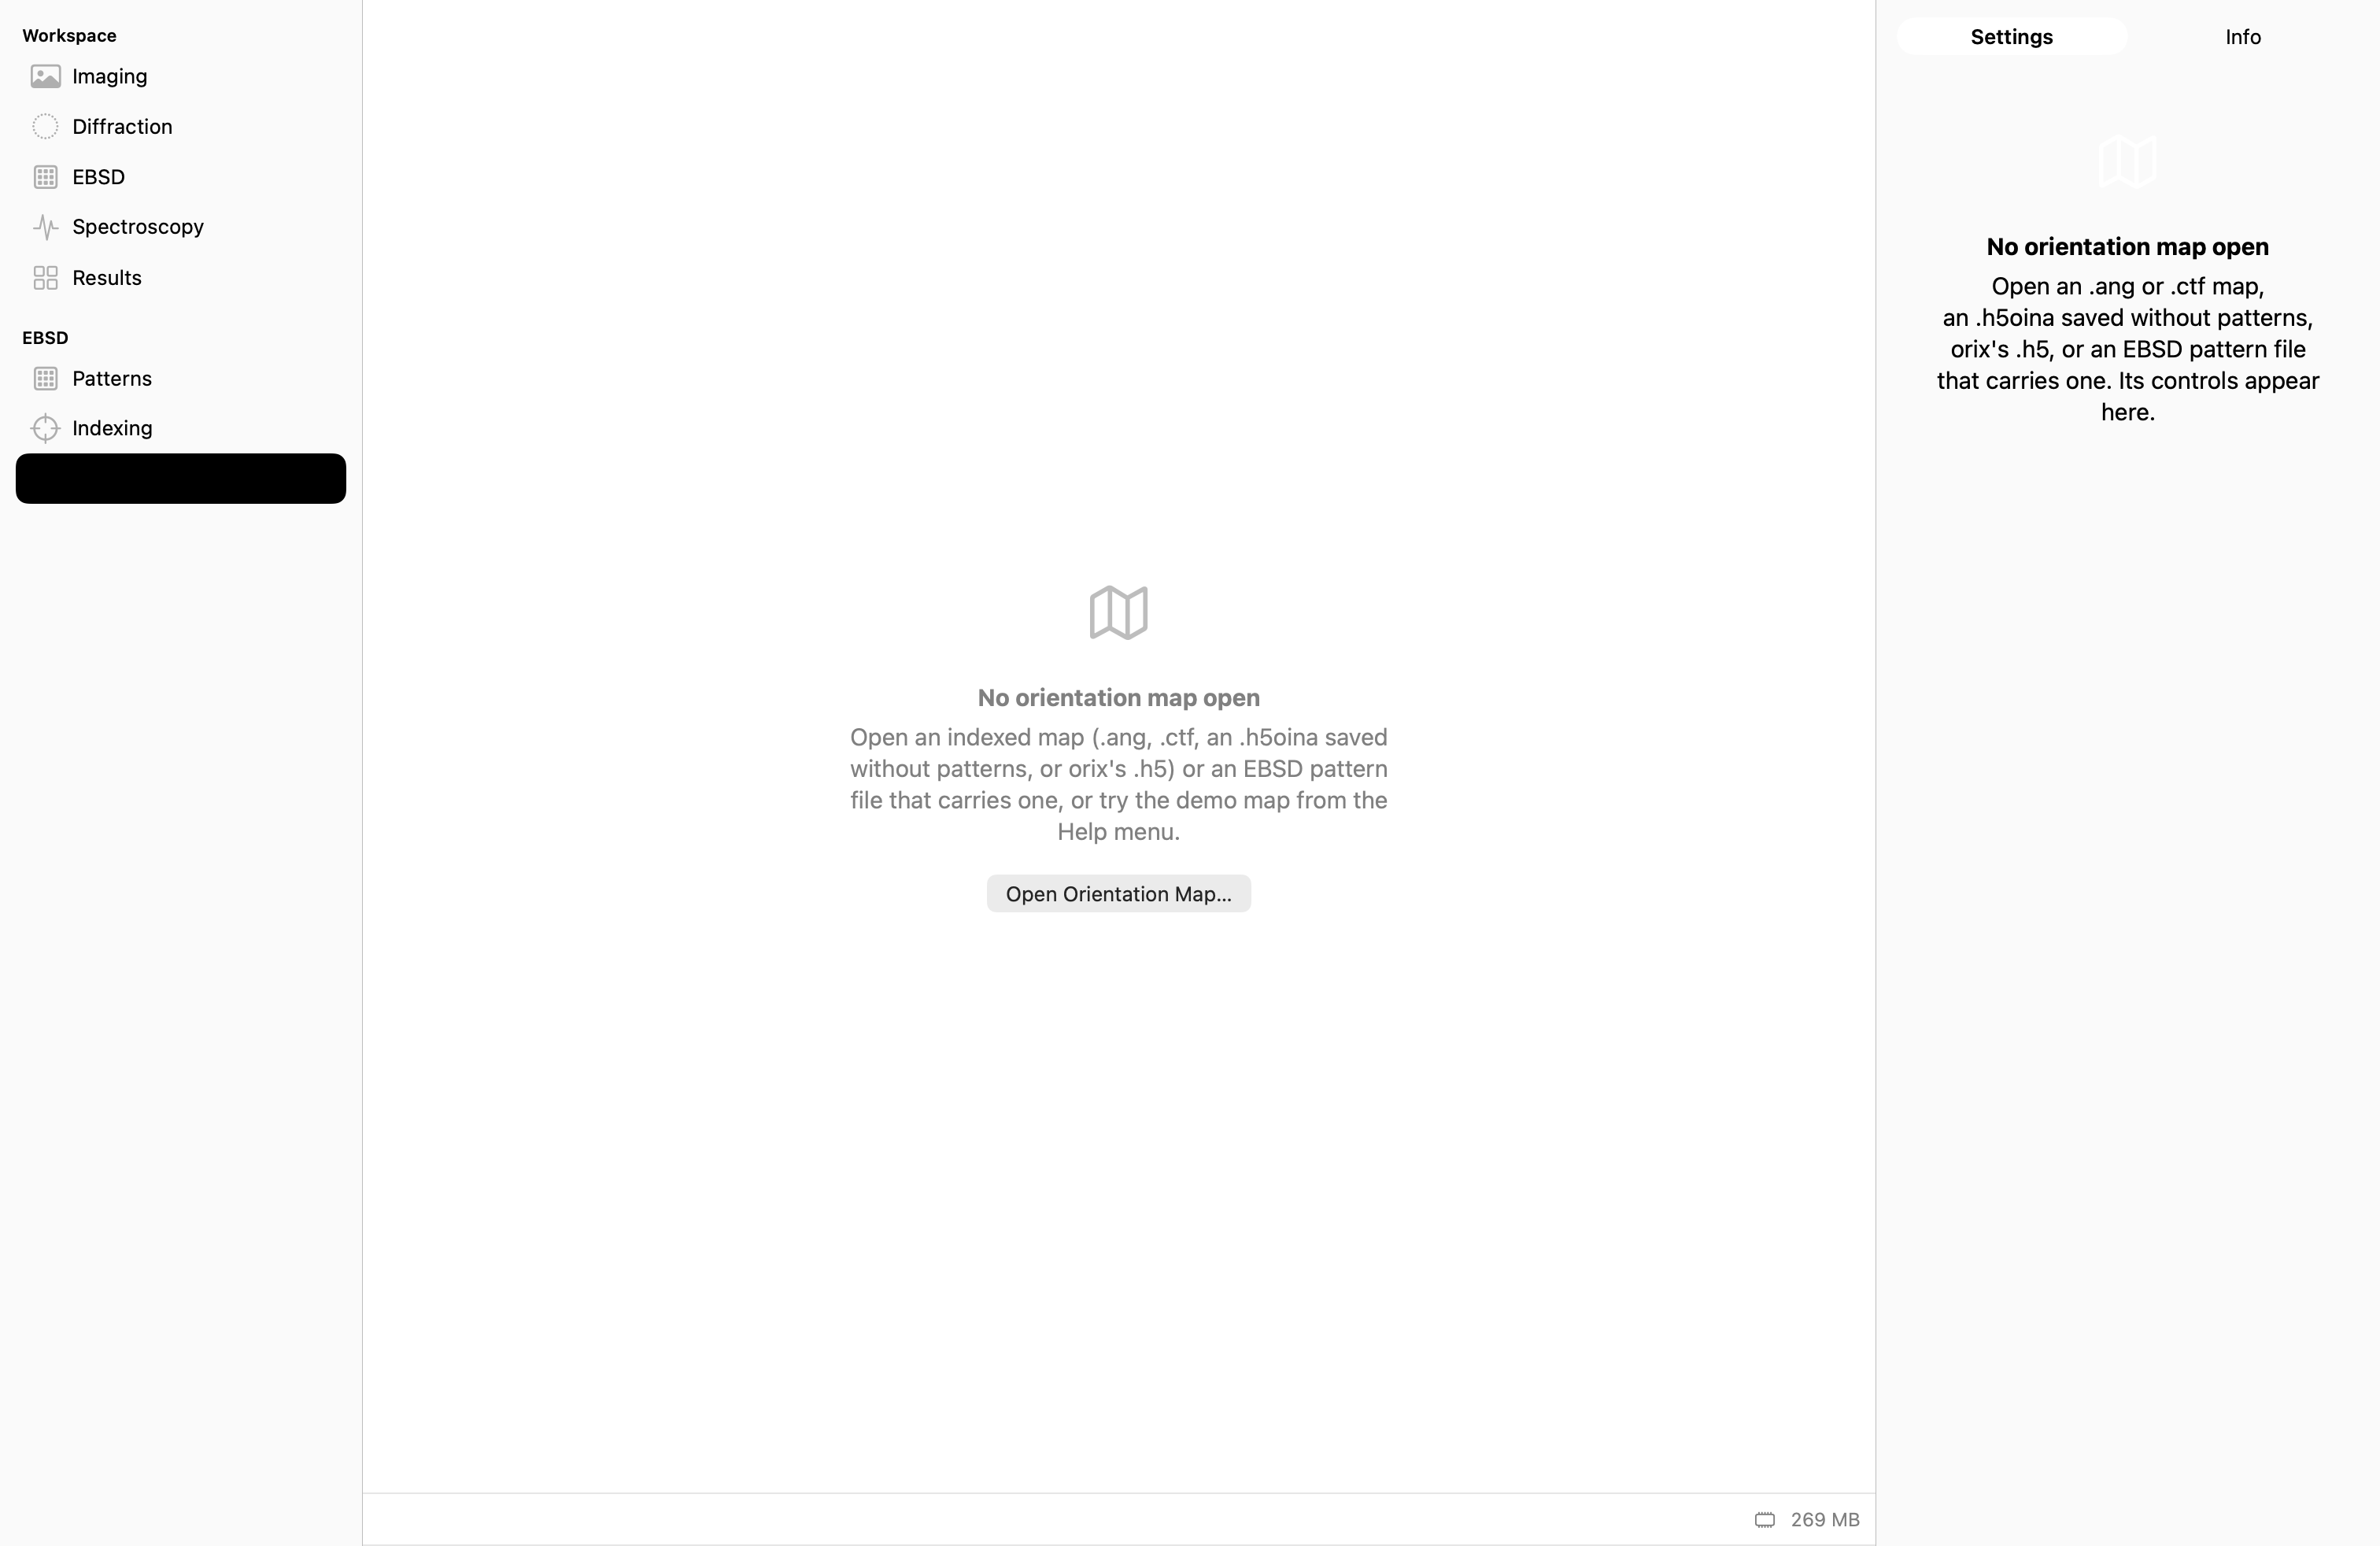 Workspace
Imaging
Diffraction
EBSD
Spectroscopy
Results
EBSD
Patterns
Indexing
No orientation map open
Open an indexed map (.ang, .ctf, an .h5oina saved
without patterns, or orix's .h5) or an EBSD pattern
file that carries one, or try the demo map from the
Help menu.
Open Orientation Map...
269 MB
Settings
Info
No orientation map open
Open an .ang or .ctf map,
an .h5oina saved without patterns,
orix's .h5, or an EBSD pattern file
that carries one. Its controls appear
here.